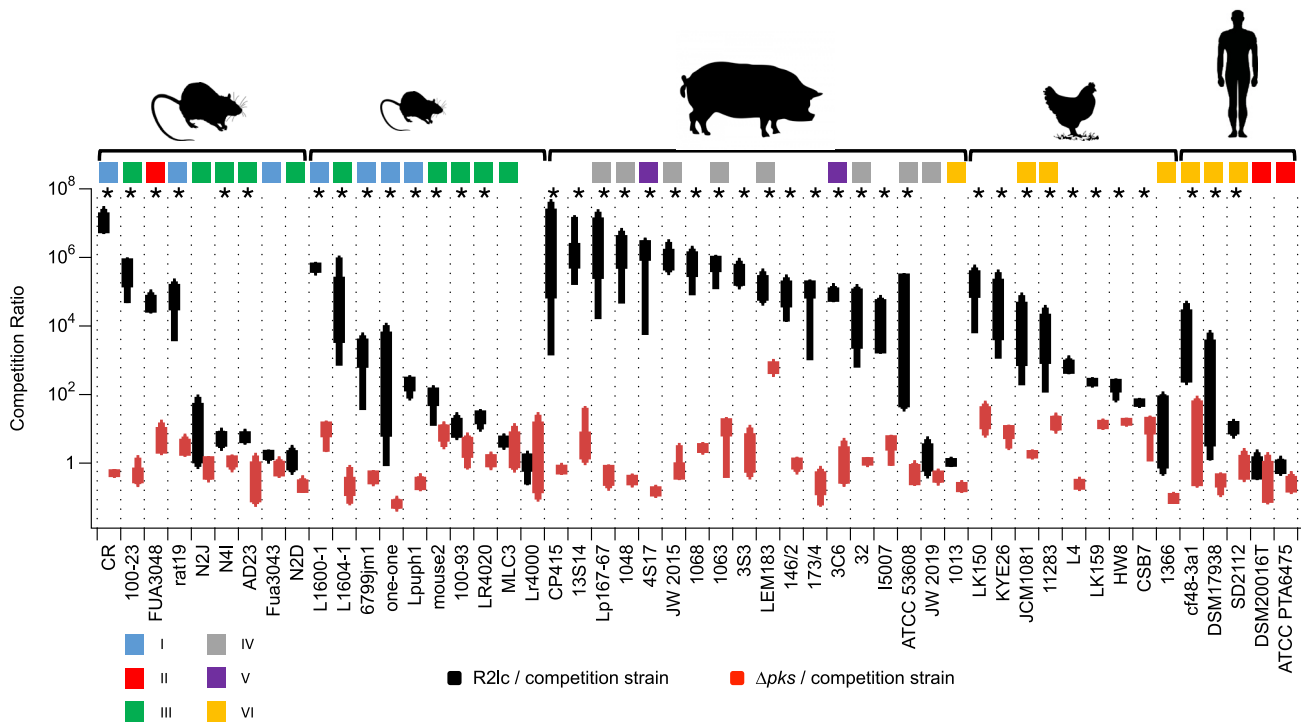 10^8
* * * * * * * * * * * * * * * * * * * * * * * * * * * * * * * * * * * * * * * * *
10^6
10^4
10^2
1
Competition Ratio
CR
100-23
FUA3048
rat19
N2J
N4I
AD23
Fua3043
N2D
L1600-1
L1604-1
6799jm1
one-one
Lpuph1
mouse2
100-93
LR4020
MLC3
Lr4000
CP415
13S14
Lp167-67
1048
4S17
JW 2015
1068
1063
3S3
LEM183
146/2
173/4
3C6
32
I5007
ATCC 53608
JW 2019
1013
LK150
KYE26
JCM1081
11283
L4
LK159
HW8
CSB7
1366
cf48-3a1
DSM17938
SD2112
DSM20016T
ATCC PTA6475
I
IV
II
V
III
VI
R2lc / competition strain
Δpks / competition strain